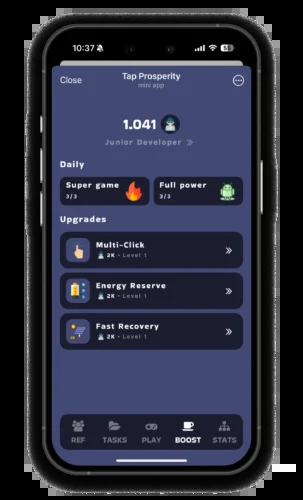 10:37
Close
Tap Prosperity
mini app
1.041
Junior Developer
Daily
Super game
3/3
Full power
3/3
Upgrades
Multi-Click
2K • Level 1
Energy Reserve
2K • Level 1
Fast Recovery
2K • Level 1
REF TASKS PLAY BOOST STATS